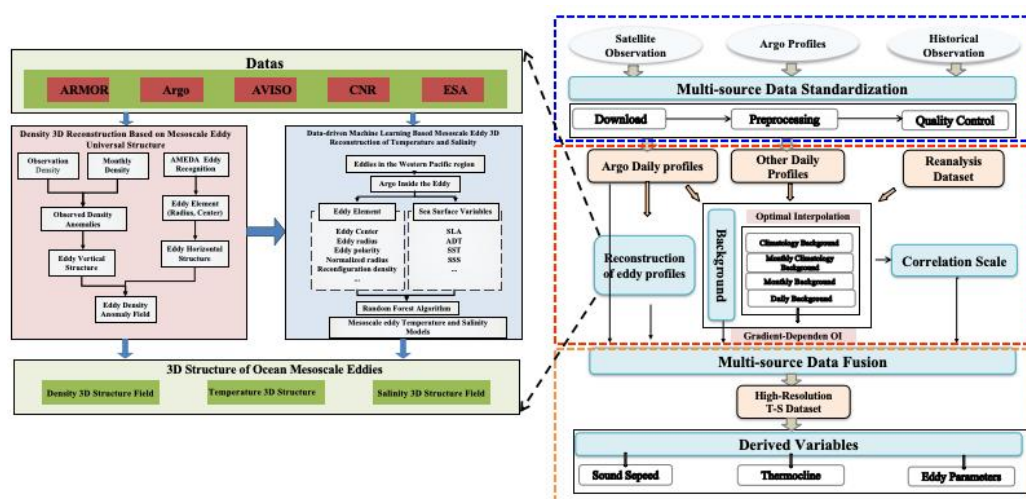 Datas
ARMOR
Argo
AVISO
CNR
ESA
Density 3D Reconstruction Based on Mesoscale Eddy
Universal Structure
Observation
Density
Monthly
Density
AMEDA Eddy
Recognition
Observed Density
Anomalies
Eddy Element
(Radius, Center)
Eddy Vertical
Structure
Eddy Horizontal
Structure
Eddy Density
Anomaly Field
Data-driven Machine Learning Based Mesoscale Eddy 3D
Reconstruction of Temperature and Salinity
Eddies in the Western Pacific region
Argo Inside the Eddy
Eddy Element
Eddy Center
Eddy radius
Eddy polarity
Normalized radius
Reconfiguration density
...
Sea Surface Variables
SLA
ADT
SST
SSS
...
Random Forest Algorithm
Mesoscale eddy Temperature and Salinity
Models
3D Structure of Ocean Mesoscale Eddies
Density 3D Structure Field
Temperature 3D Structure
Salinity 3D Structure Field
Satellite
Observation
Argo Profiles
Historical
Observation
Multi-source Data Standardization
Download
Preprocessing
Quality Control
Argo Daily profiles
Other Daily
Profiles
Reanalysis
Dataset
Reconstruction
of eddy profiles
Background
Optimal Interpolation
Climatology Background
Monthly Climatology
Background
Monthly Background
Daily Background
Correlation Scale
Gradient-Dependen OI
Multi-source Data Fusion
High-Resolution
T-S Dataset
Derived Variables
Sound Sepeed
Thermocline
Eddy Parameters